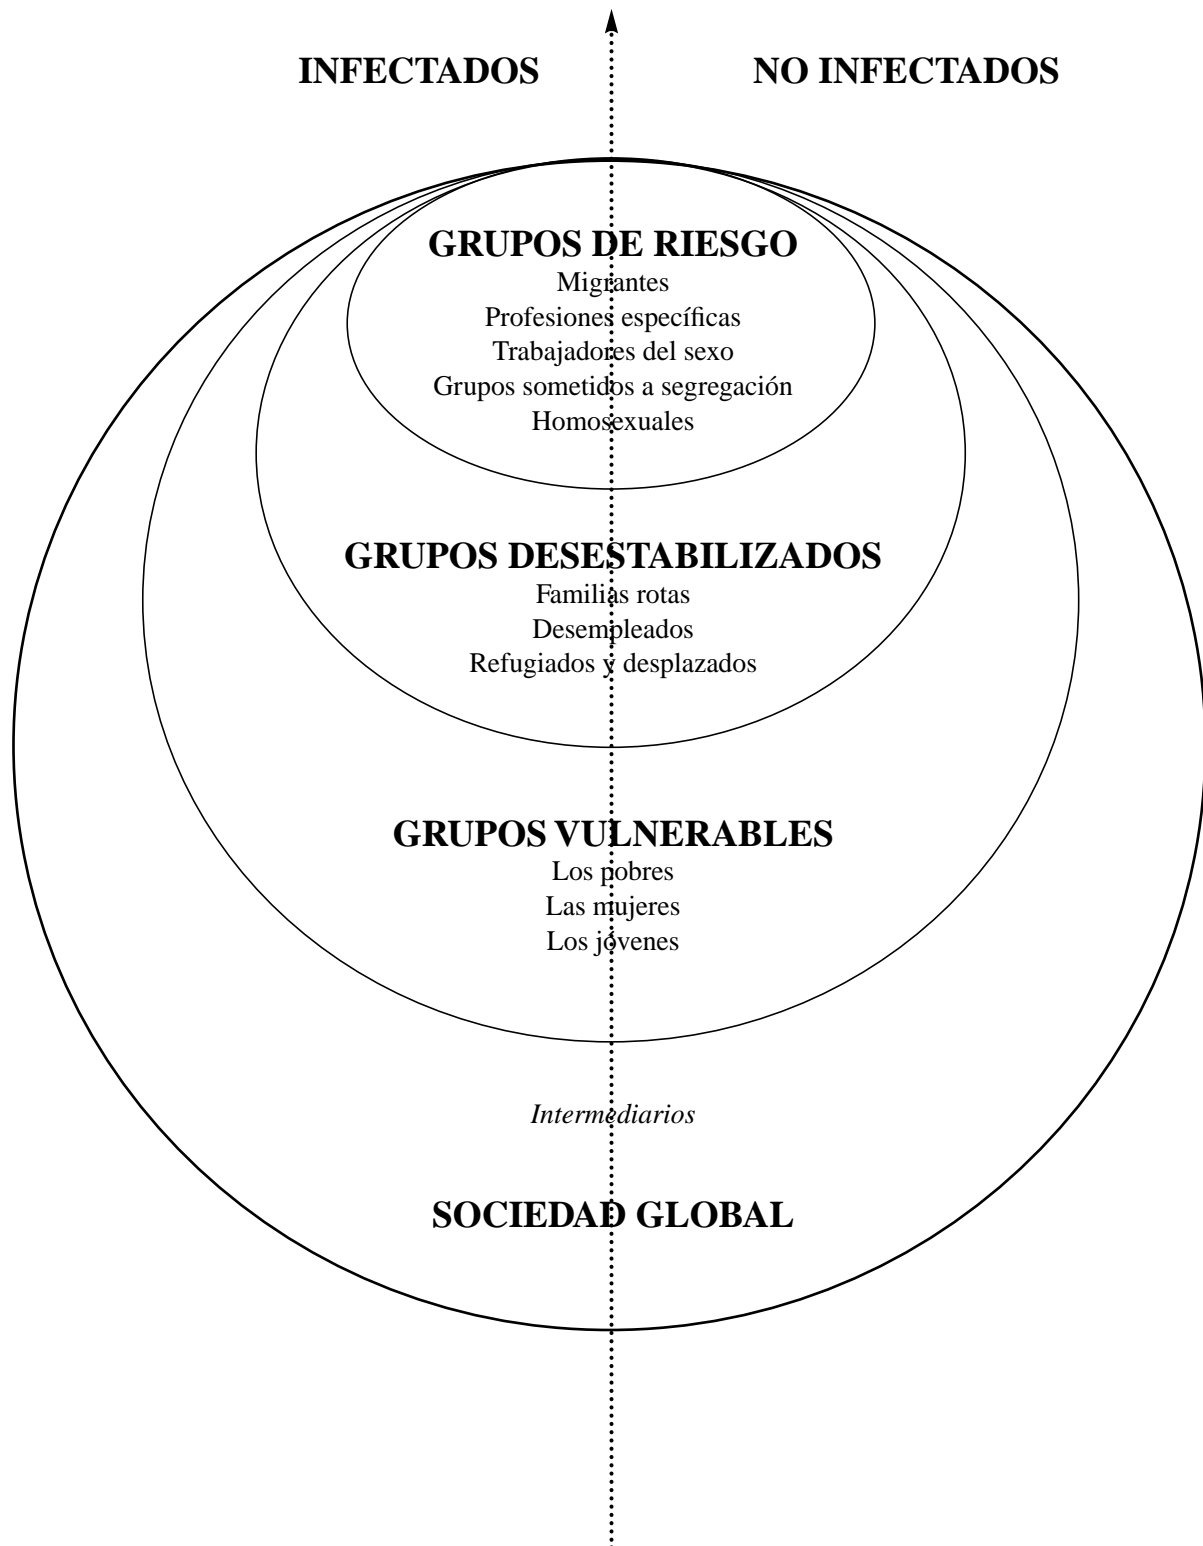 INFECTADOS
NO INFECTADOS
GRUPOS DE RIESGO
Migrantes
Profesiones específicas
Trabajadores del sexo
Grupos sometidos a segregación
Homosexuales
GRUPOS DESESTABILIZADOS
Familias rotas
Desempleados
Refugiados y desplazados
GRUPOS VULNERABLES
Los pobres
Las mujeres
Los jóvenes
Intermediarios
SOCIEDAD GLOBAL